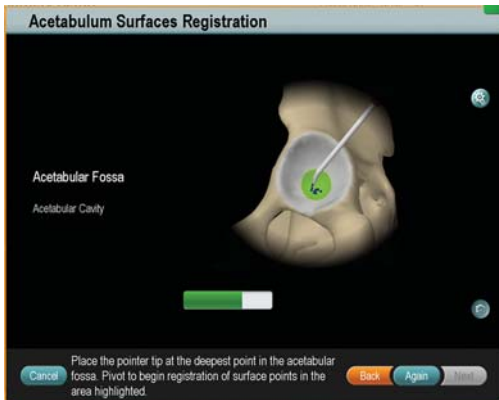 Acetabulum Surfaces Registration
Acetabular Fossa
Acetabular Cavity
Place the pointer tip at the deepest point in the acetabular
fossa. Pivot to begin registration of surface points in the
area highlighted.
Cancel
Back
Again
Next